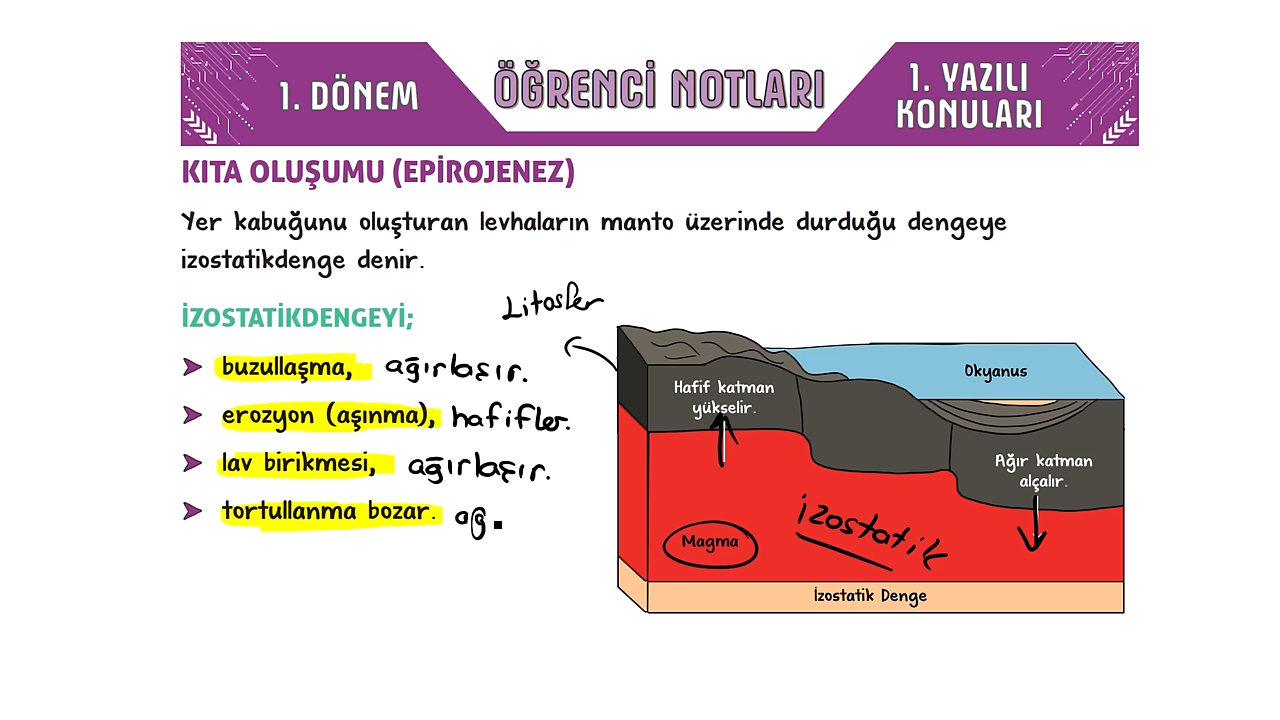 1. DÖNEM
ÖĞRENCİ NOTLARI
1. YAZILI
KONULARI
KITA OLUŞUMU (EPİROJENEZ)
Yer kabuğunu oluşturan levhaların manto üzerinde durduğu dengeye
izostatikdenge denir.
İZOSTATİKDENGEYİ;
Litosfer
buzullaşma, ağırlaşır.
erozyon (aşınma), hafifler.
lav birikmesi, ağırlaşır.
tortullanma bozar. ağ
Okyanus
Hafif katman
yükselir.
Ağır katman
alçalır.
izostatik
Magma
İzostatik Denge